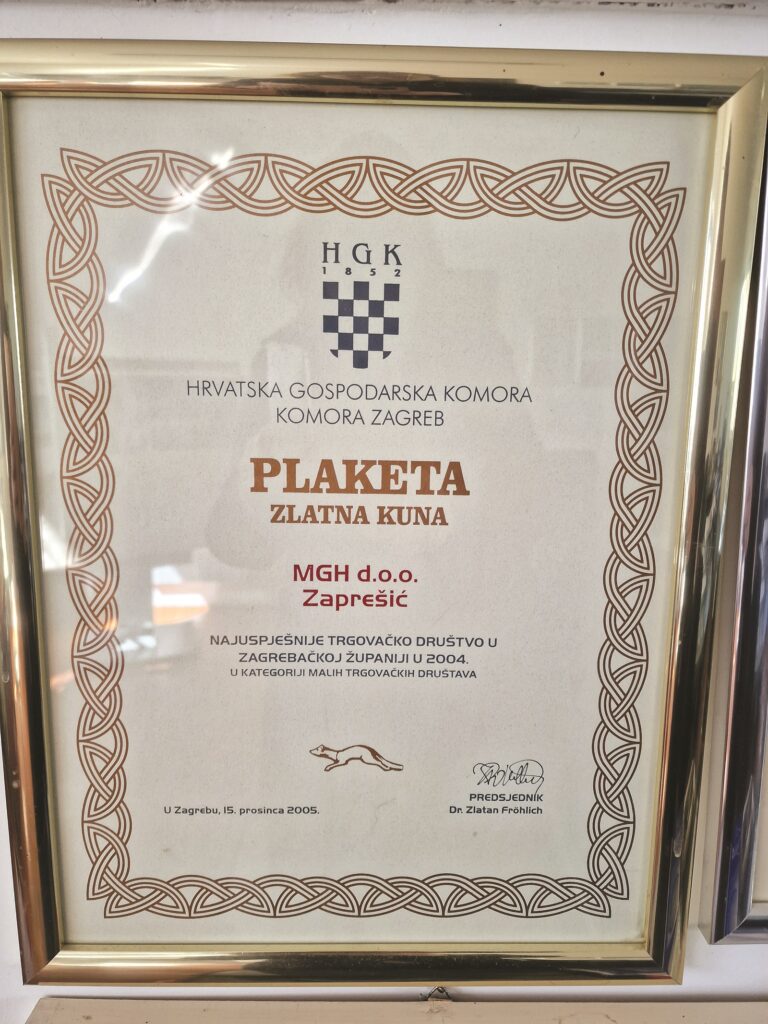 HGK
1852
HRVATSKA GOSPODARSKA KOMORA
KOMORA ZAGREB
PLAKETA
ZLATNA KUNA
MGH d.o.o.
Zaprešić
NAJUSPJEŠNIJE TRGOVAČKO DRUŠTVO U
ZAGREBAČKOJ ŽUPANIJI U 2004.
U KATEGORIJI MALIH TRGOVAČKIH DRUŠTAVA
U Zagrebu, 15. prosinca 2005.
PREDSJEDNIK
Dr. Zlatan Fröhlich